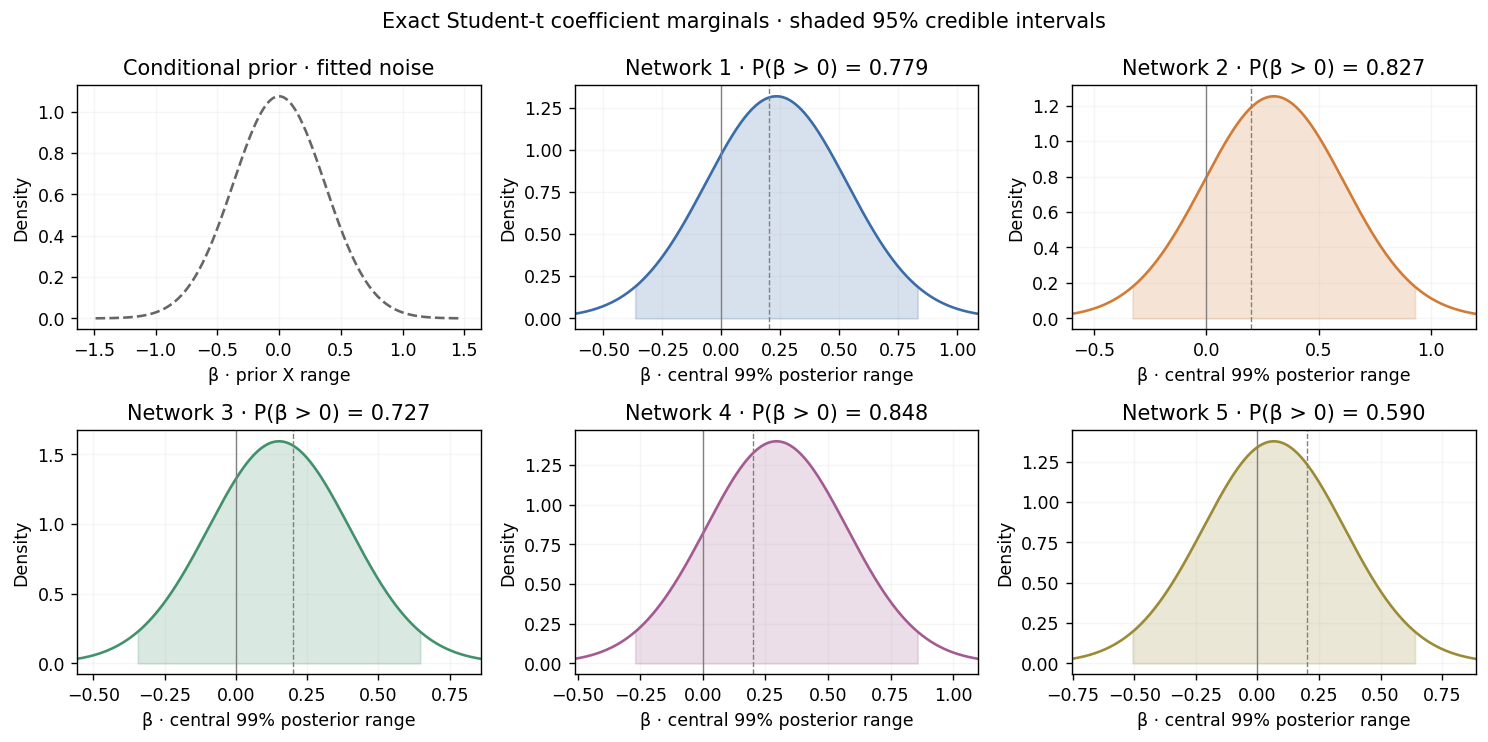 Exact Student-t coefficient marginals · shaded 95% credible intervals
Conditional prior · fitted noise
Density
1.0
0.8
0.6
0.4
0.2
0.0
−1.5 −1.0 −0.5 0.0 0.5 1.0 1.5
β · prior X range
Network 1 · P(β > 0) = 0.779
Density
1.25
1.00
0.75
0.50
0.25
0.00
−0.50 −0.25 0.00 0.25 0.50 0.75 1.00
β · central 99% posterior range
Network 2 · P(β > 0) = 0.827
Density
1.2
1.0
0.8
0.6
0.4
0.2
0.0
−0.5 0.0 0.5 1.0
β · central 99% posterior range
Network 3 · P(β > 0) = 0.727
Density
1.5
1.0
0.5
0.0
−0.50 −0.25 0.00 0.25 0.50 0.75
β · central 99% posterior range
Network 4 · P(β > 0) = 0.848
Density
1.25
1.00
0.75
0.50
0.25
0.00
−0.50 −0.25 0.00 0.25 0.50 0.75 1.00
β · central 99% posterior range
Network 5 · P(β > 0) = 0.590
Density
1.25
1.00
0.75
0.50
0.25
0.00
−0.75 −0.50 −0.25 0.00 0.25 0.50 0.75
β · central 99% posterior range